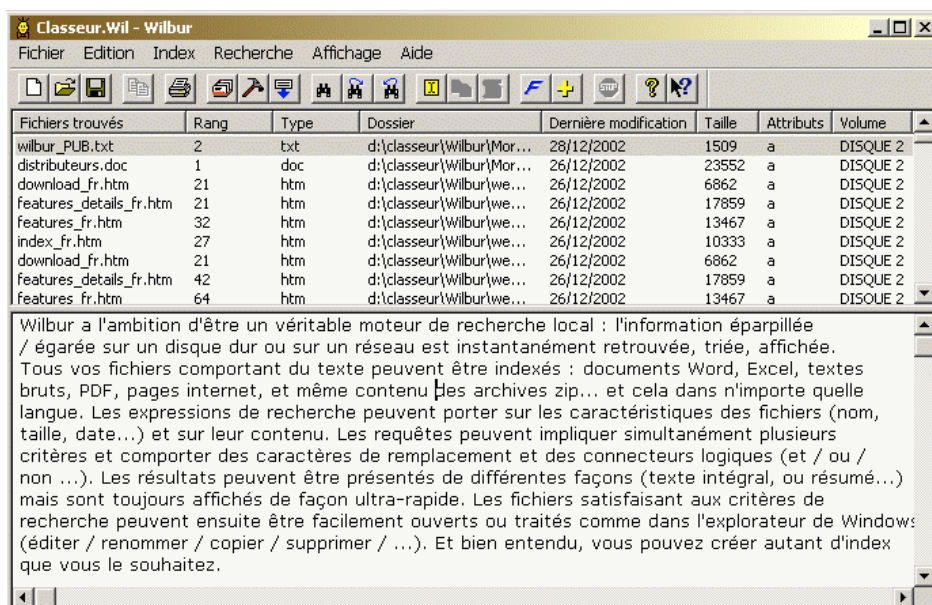 Classeur.Wil - Wilbur
Fichier Edition Index Recherche Affichage Aide
STOP
Fichiers trouvés Rang Type Dossier Dernière modification Taille Attributs Volume
wilbur_PUB.txt 2 txt d:\classeur\Wilbur\Mor... 28/12/2002 1509 a DISQUE 2
distributeurs.doc 1 doc d:\classeur\Wilbur\Mor... 26/12/2002 23552 a DISQUE 2
download_fr.htm 21 htm d:\classeur\Wilbur\we... 26/12/2002 6862 a DISQUE 2
features_details_fr.htm 21 htm d:\classeur\Wilbur\we... 26/12/2002 17859 a DISQUE 2
features_fr.htm 32 htm d:\classeur\Wilbur\we... 26/12/2002 13467 a DISQUE 2
index_fr.htm 27 htm d:\classeur\Wilbur\we... 26/12/2002 10333 a DISQUE 2
download_fr.htm 21 htm d:\classeur\Wilbur\we... 26/12/2002 6862 a DISQUE 2
features_details_fr.htm 42 htm d:\classeur\Wilbur\we... 26/12/2002 17859 a DISQUE 2
features_fr.htm 64 htm d:\classeur\Wilbur\we... 26/12/2002 13467 a DISQUE 2
Wilbur a l'ambition d'être un véritable moteur de recherche local : l'information éparpillée
/ égarée sur un disque dur ou sur un réseau est instantanément retrouvée, triée, affichée.
Tous vos fichiers comportant du texte peuvent être indexés : documents Word, Excel, textes
bruts, PDF, pages internet, et même contenu des archives zip... et cela dans n'importe quelle
langue. Les expressions de recherche peuvent porter sur les caractéristiques des fichiers (nom,
taille, date...) et sur leur contenu. Les requêtes peuvent impliquer simultanément plusieurs
critères et comporter des caractères de remplacement et des connecteurs logiques (et / ou /
non ...). Les résultats peuvent être présentés de différentes façons (texte intégral, ou résumé...)
mais sont toujours affichés de façon ultra-rapide. Les fichiers satisfaisant aux critères de
recherche peuvent ensuite être facilement ouverts ou traités comme dans l'explorateur de Windows
(éditer / renommer / copier / supprimer / ...). Et bien entendu, vous pouvez créer autant d'index
que vous le souhaitez.